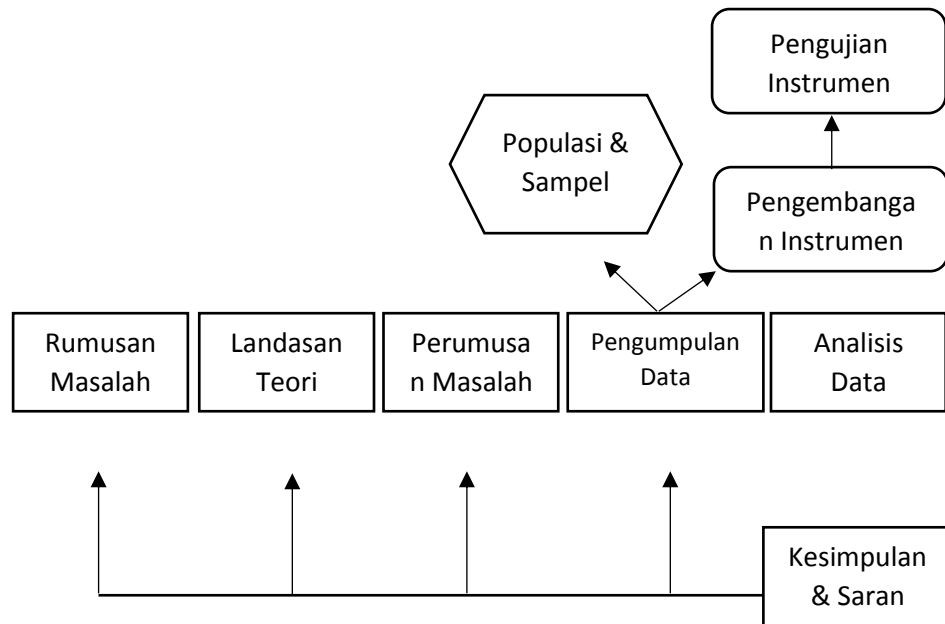 Pengujian
Instrumen
Populasi &
Sampel
Pengembanga
n Instrumen
Rumusan
Masalah
Landasan
Teori
Perumusa
n Masalah
Pengumpulan
Data
Analisis
Data
Kesimpulan
& Saran